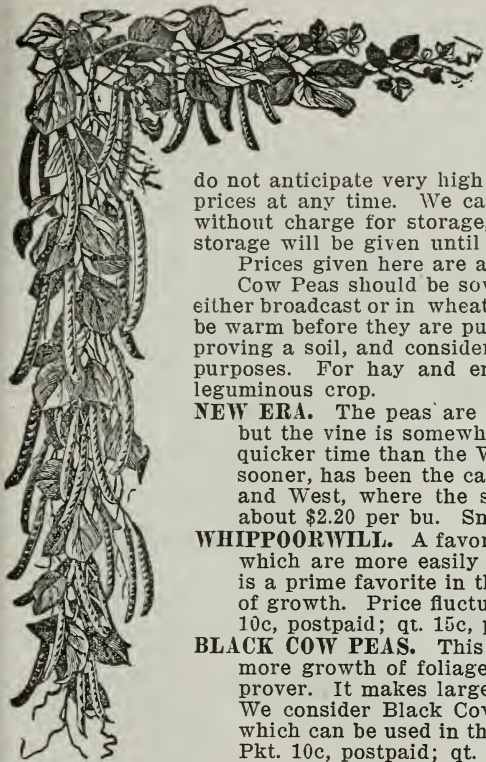 do not anticipate very high
prices at any time. We ca
without charge for storage,
storage will be given until
Prices given here are a
Cow Peas should be sov
either broadcast or in wheat
be warm before they are pu
proving a soil, and consider
purposes. For hay and en
leguminous crop.
NEW ERA. The peas are
but the vine is somewh
quicker time than the W
sooner, has been the ca
and West, where the s
about $2.20 per bu. Sm
WHIPPOORWILL. A favor
which are more easily
is a prime favorite in th
of growth. Price fluctu
10c, postpaid; qt. 15c, p
BLACK COW PEAS. This
more growth of foliage
prover. It makes large
We consider Black Cov
which can be used in the
Pkt. 10c, postpaid; qt.